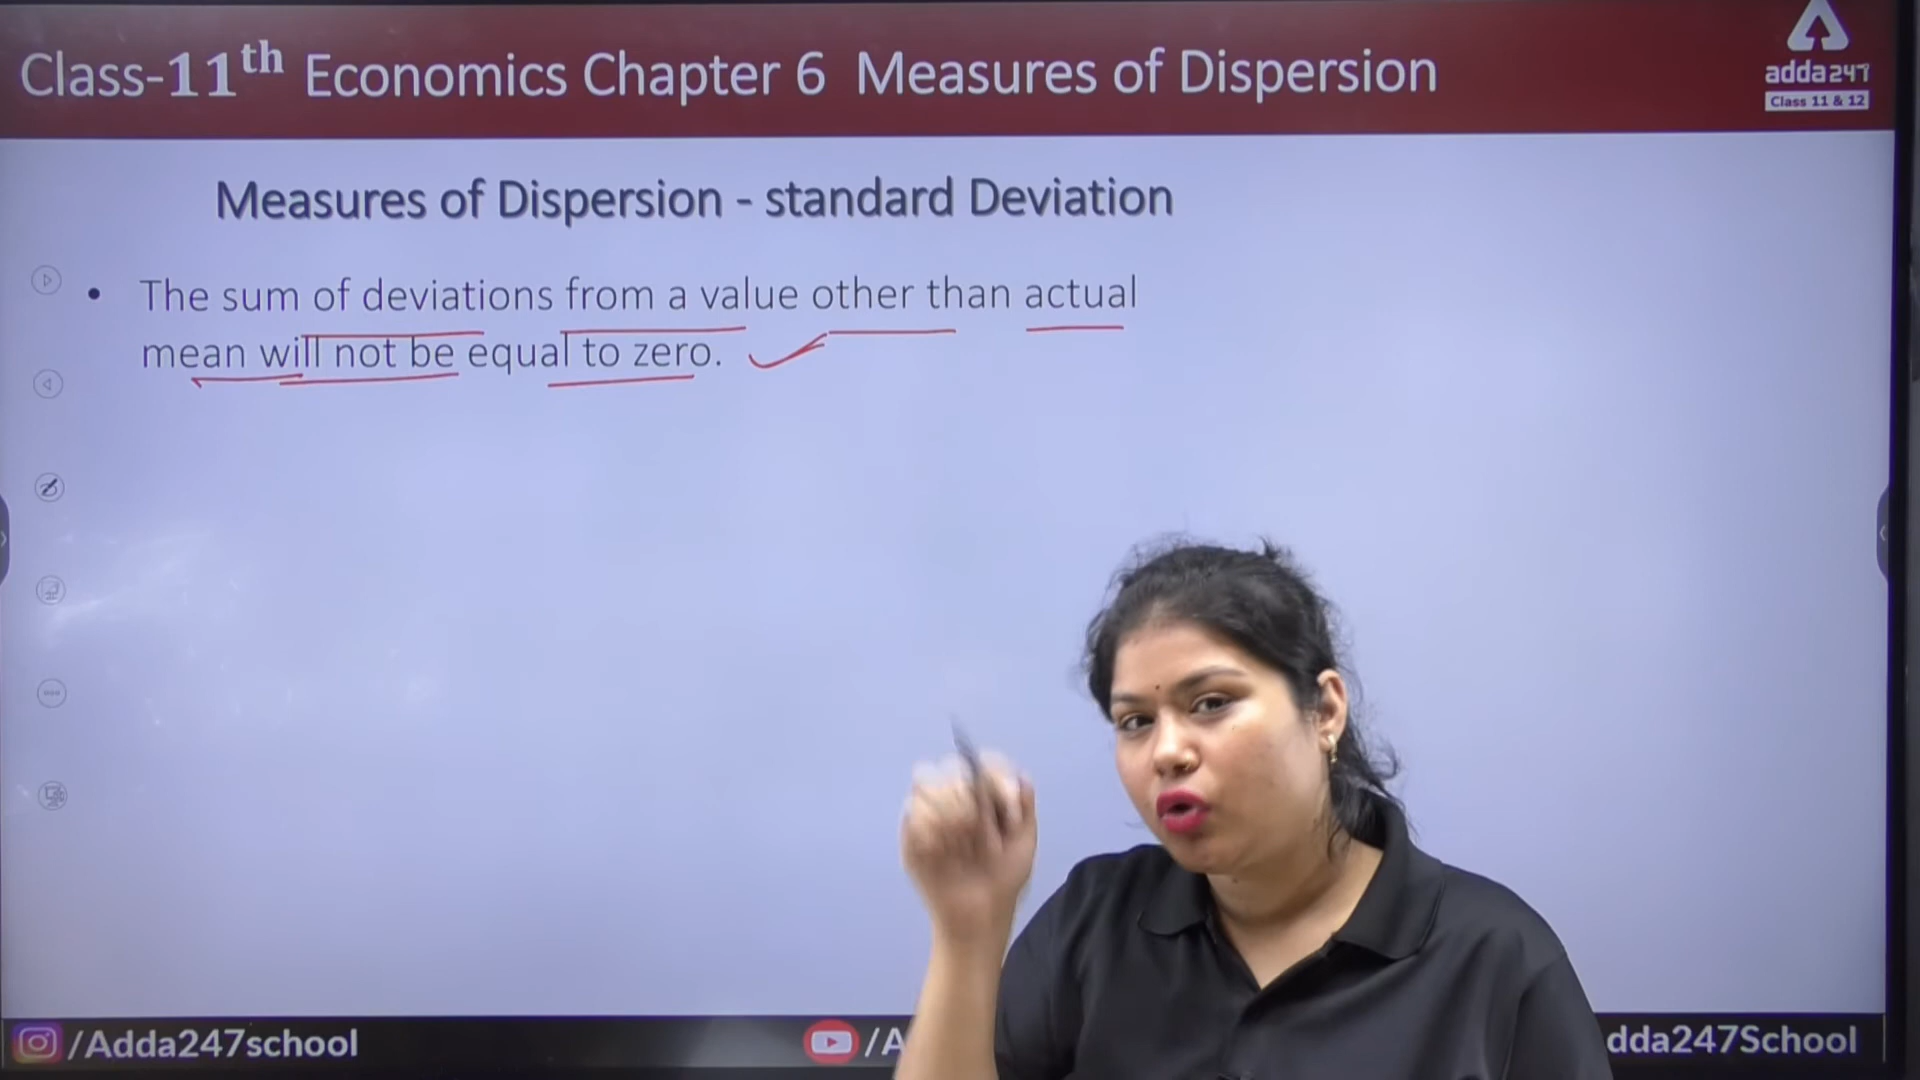 Class-11th Economics Chapter 6 Measures of Dispersion
adda247
Class 11 & 12
Measures of Dispersion - standard Deviation
• The sum of deviations from a value other than actual
mean will not be equal to zero.
/Adda247school
/A
dda247School